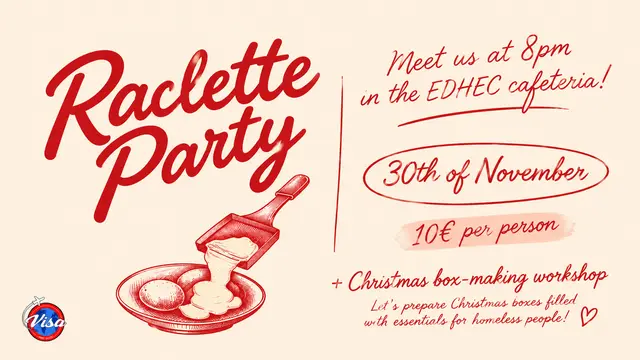 Raclette
Party
Meet us at 8pm
in the EDHEC cafeteria!
30th of November
10€ per person
+ Christmas box-making workshop
Let's prepare Christmas boxes filled
with essentials for homeless people!
Visa